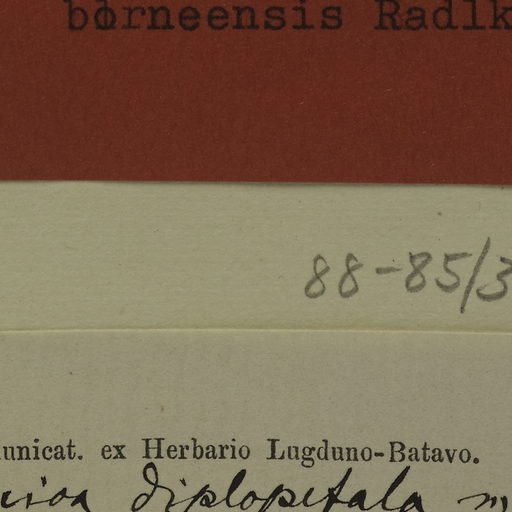 borneensis Radlk
88-85/3
unicat. ex Herbario Lugduno-Batavo.
diplopetala